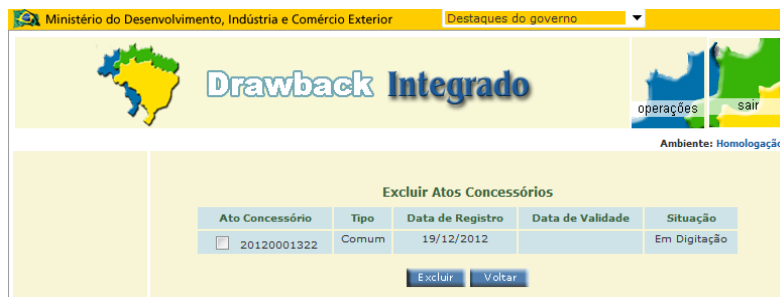 Ministério do Desenvolvimento, Indústria e Comércio Exterior Destaques do governo
Drawback Integrado
operações sair
Ambiente: Homologação
Excluir Atos Concessórios
Ato Concessório Tipo Data de Registro Data de Validade Situação
20120001322 Comum 19/12/2012 Em Digitação
Excluir Voltar